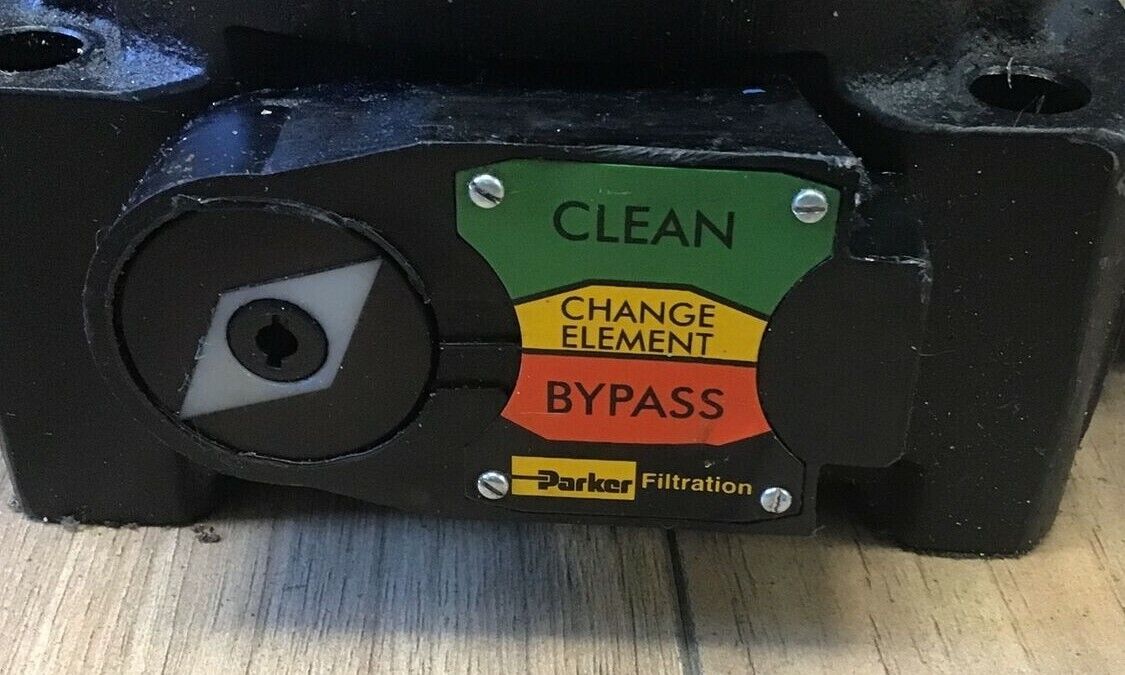 CLEAN
CHANGE
ELEMENT
BYPASS
Parker Filtration